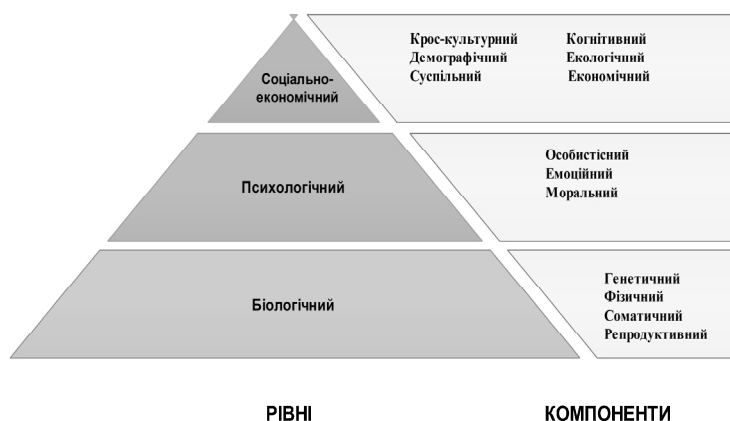 Крос-культурний Когнітивний
Демографічний Екологічний
Суспільний Економічний
Соціально-
економічний
Особистісний
Емоційний
Моральний
Психологічний
Генетичний
Фізичний
Соматичний
Репродуктивний
Біологічний
РІВНІ КОМПОНЕНТИ